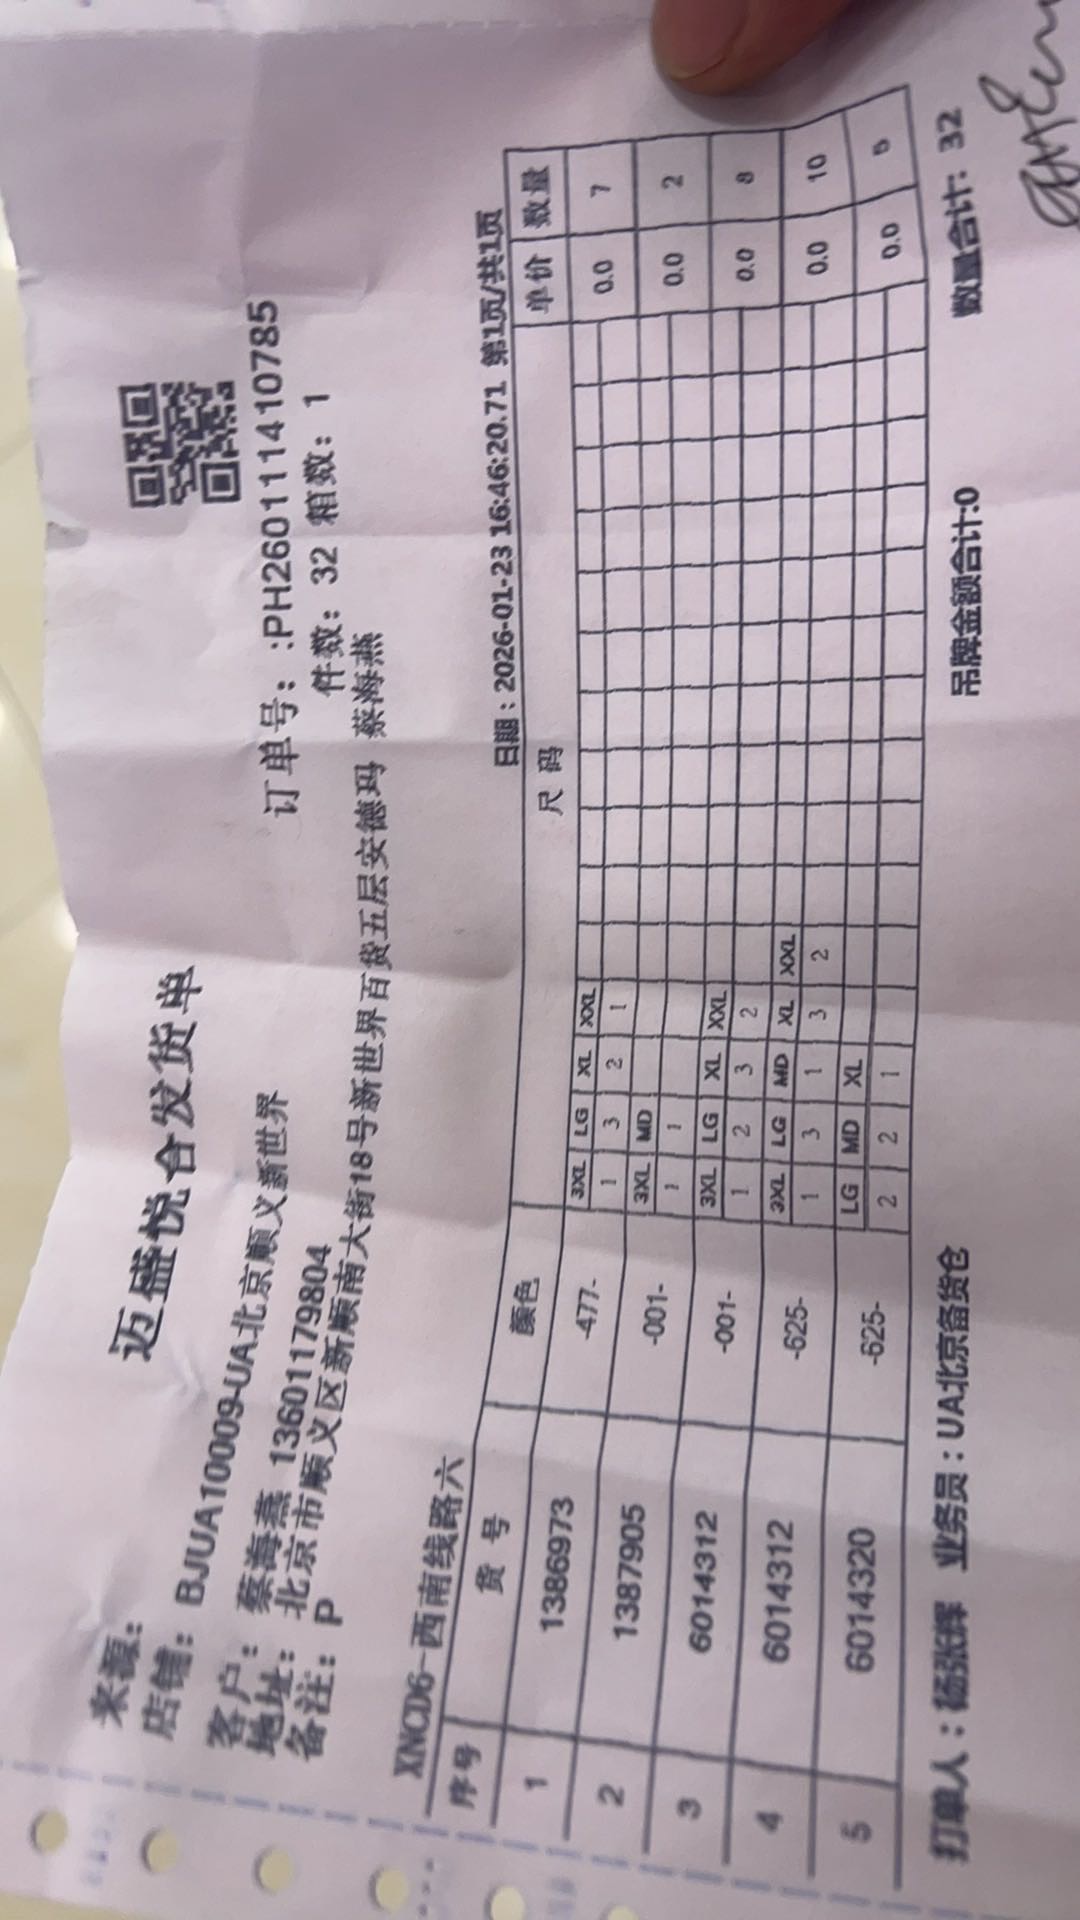 迈盛悦合发货单
来源：
店铺：BJUA10009-UA北京顺义新世界
订单号：:PH26011141​0785
客户：蔡海燕 13601179804
件数：32 箱数：1
地址：北京市顺义区新顺南大街18号新世界百货五层安德玛 蔡海燕
备注：P
XNCD6-西南线路六
日期：2026-01-23 16:46:20.71 第1页/共1页
序号 货号 颜色 尺码 单价 数量
3XL LG XL XXL
1 1386973 -477- 1 3 2 1 0.0 7
3XL MD
2 1387905 -001- 1 1 0.0 2
3XL LG XL XXL
3 6014312 -001- 1 2 3 2 0.0 8
3XL LG MD XL XXL
4 6014312 -625- 1 3 1 3 2 0.0 10
LG MD XL
5 6014320 -625- 2 2 1 0.0 5
打单人：杨张辉 业务员：UA北京备货仓 吊牌金额合计:0 数量合计：32